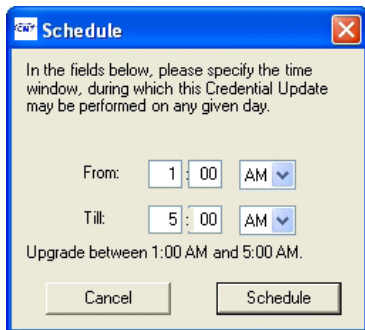 Schedule
In the fields below, please specify the time
window, during which this Credential Update
may be performed on any given day.
From: 1 : 00 AM
Till: 5 : 00 AM
Upgrade between 1:00 AM and 5:00 AM.
Cancel Schedule